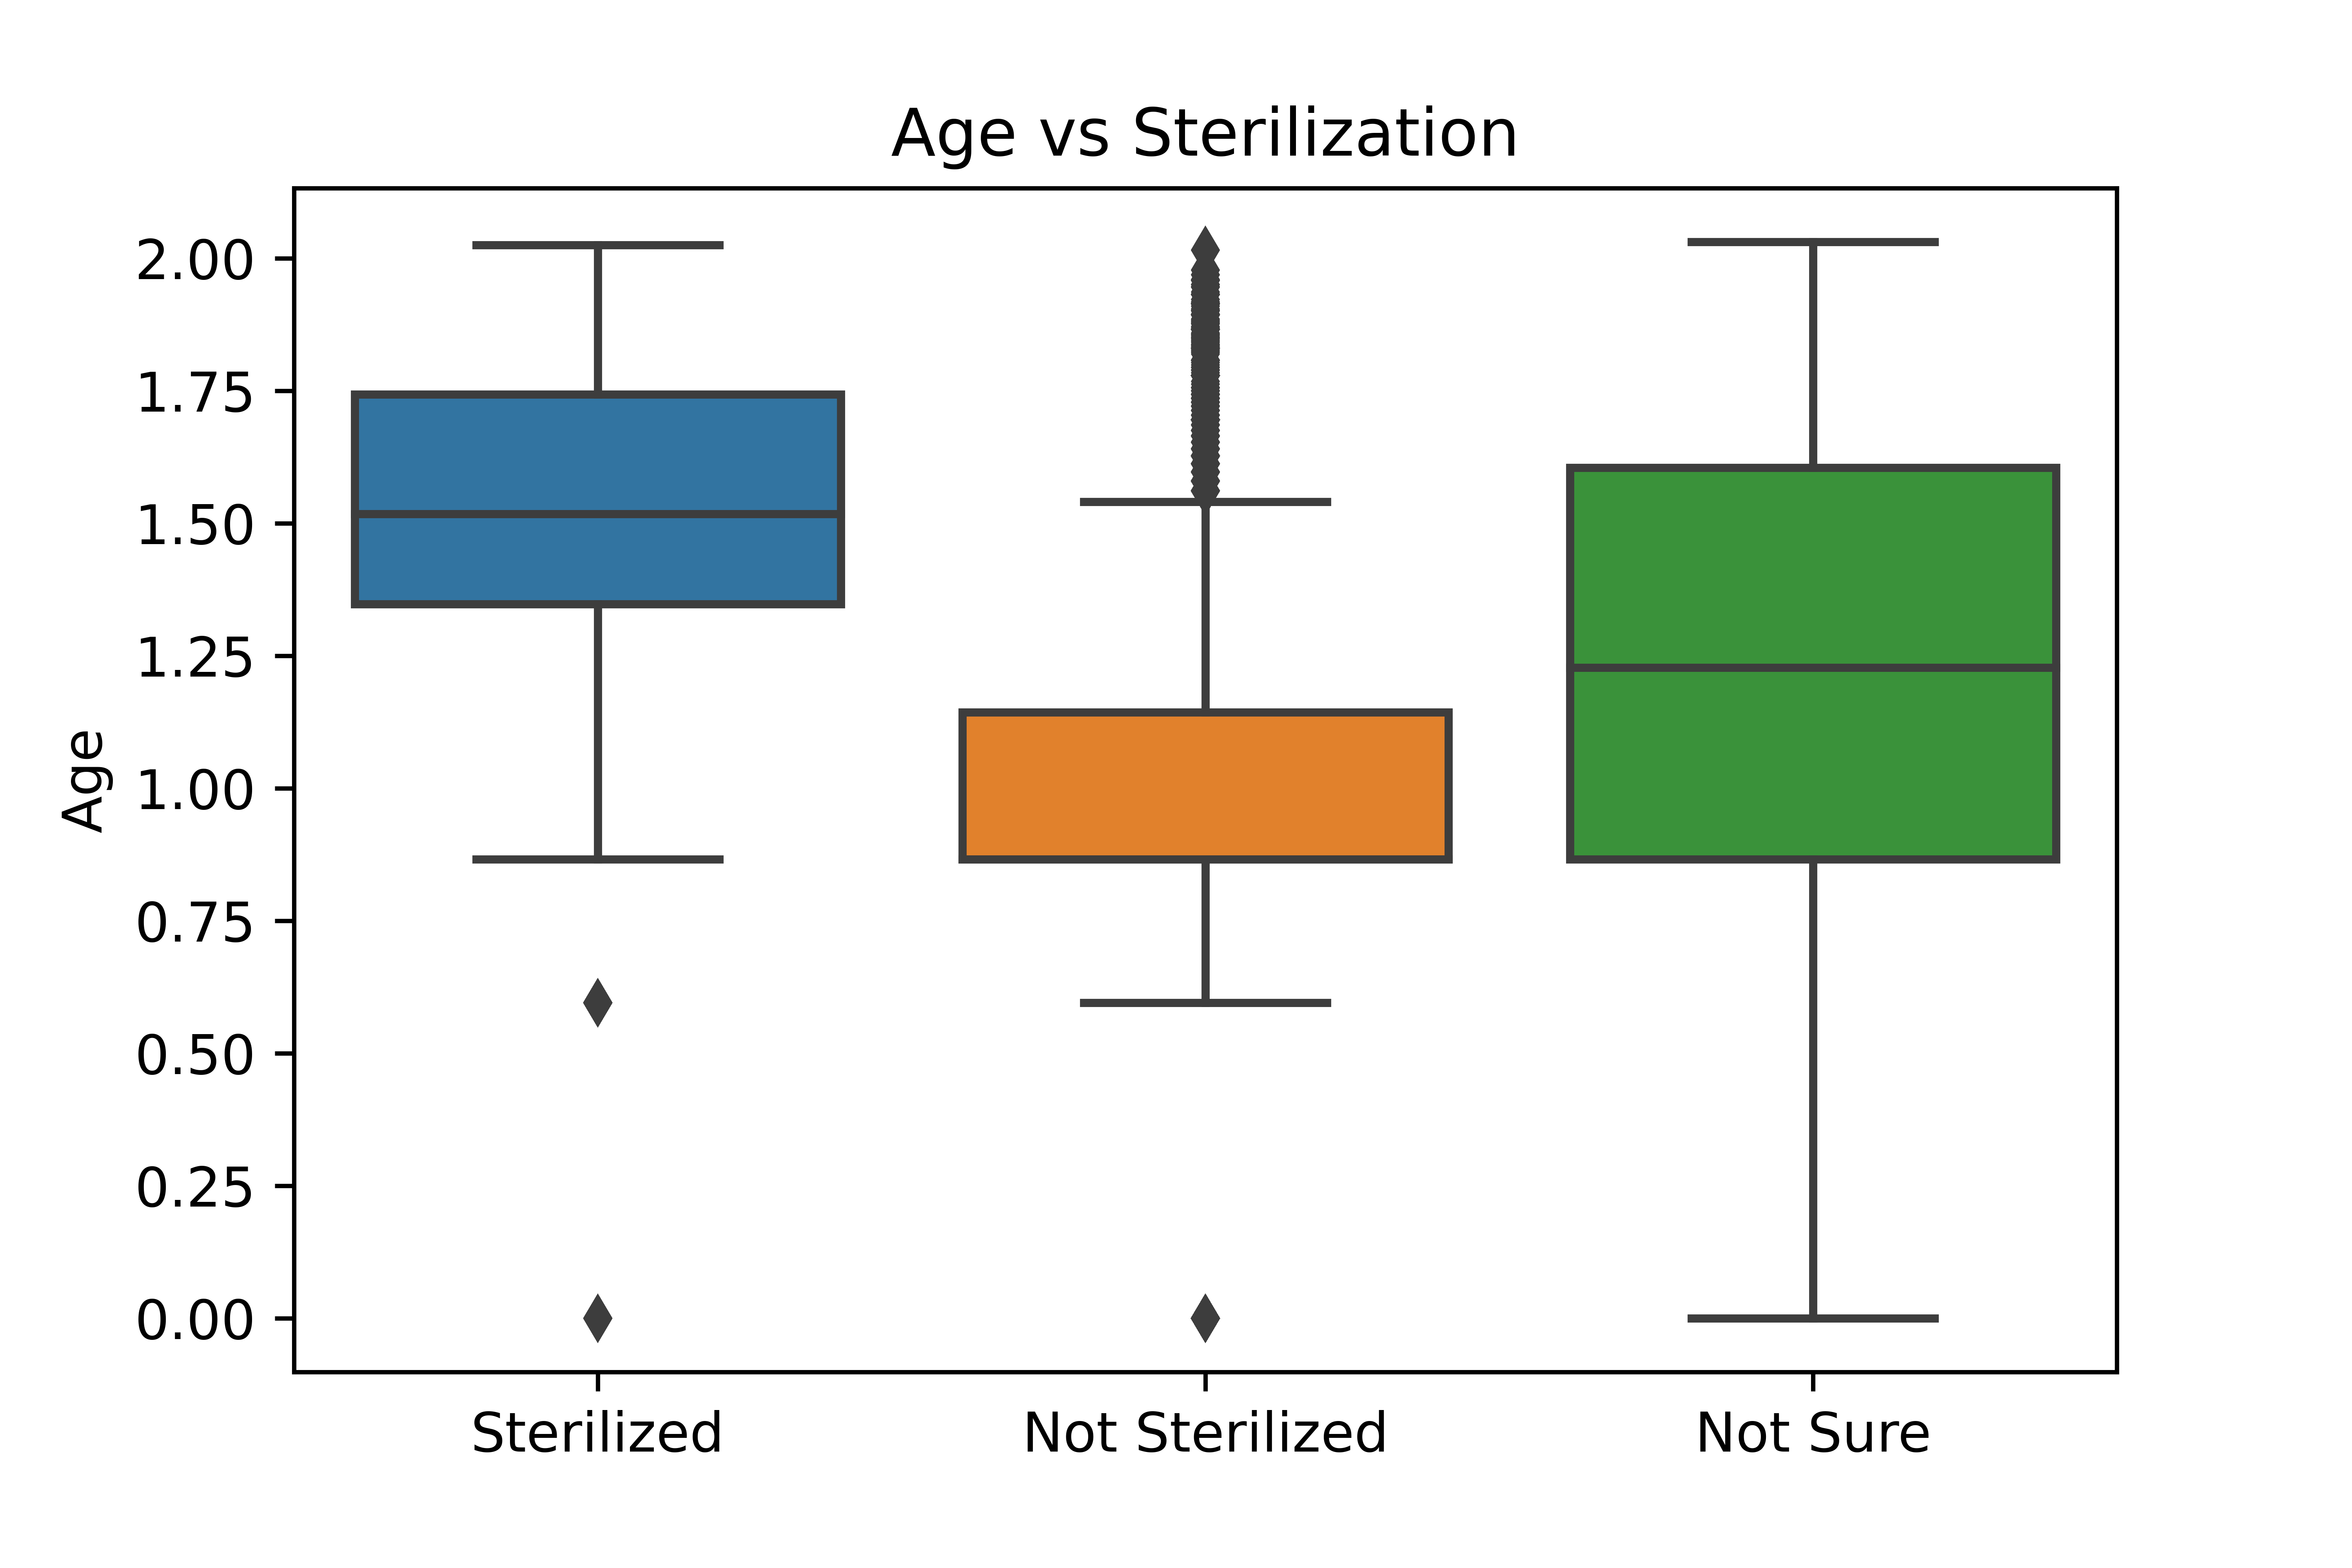 Age vs Sterilization
Age
2.00
1.75
1.50
1.25
1.00
0.75
0.50
0.25
0.00
Sterilized
Not Sterilized
Not Sure